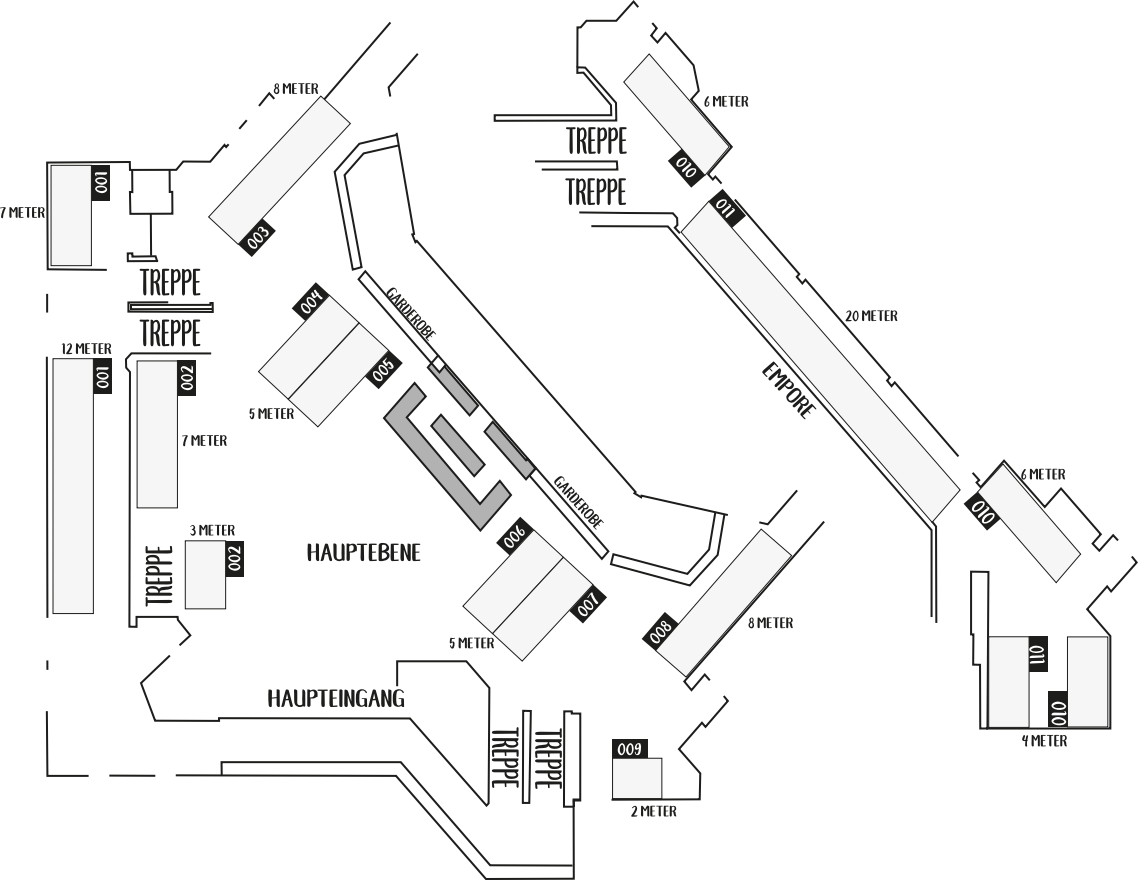 8 METER
6 METER
TREPPE
010
001
TREPPE
7 METER
011
003
TREPPE
004
GARDEROBE
20 METER
TREPPE
12 METER
001
002
005
EMPORE
5 METER
7 METER
6 METER
GARDEROBE
010
3 METER
006
HAUPTEBENE
002
TREPPE
007
008
8 METER
5 METER
011
HAUPTEINGANG
010
TREPPE
TREPPE
009
4 METER
2 METER